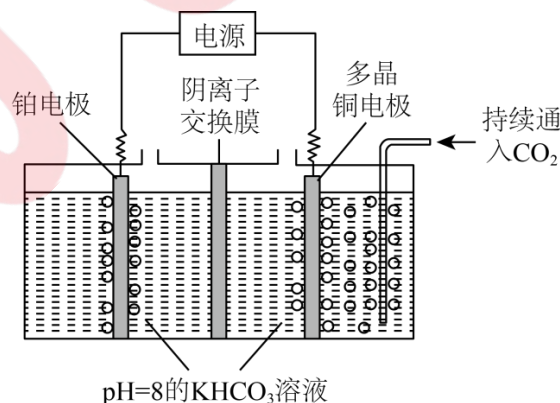 电源
铂电极
阴离子
交换膜
多晶
铜电极
持续通
入CO₂
pH=8的KHCO₃溶液